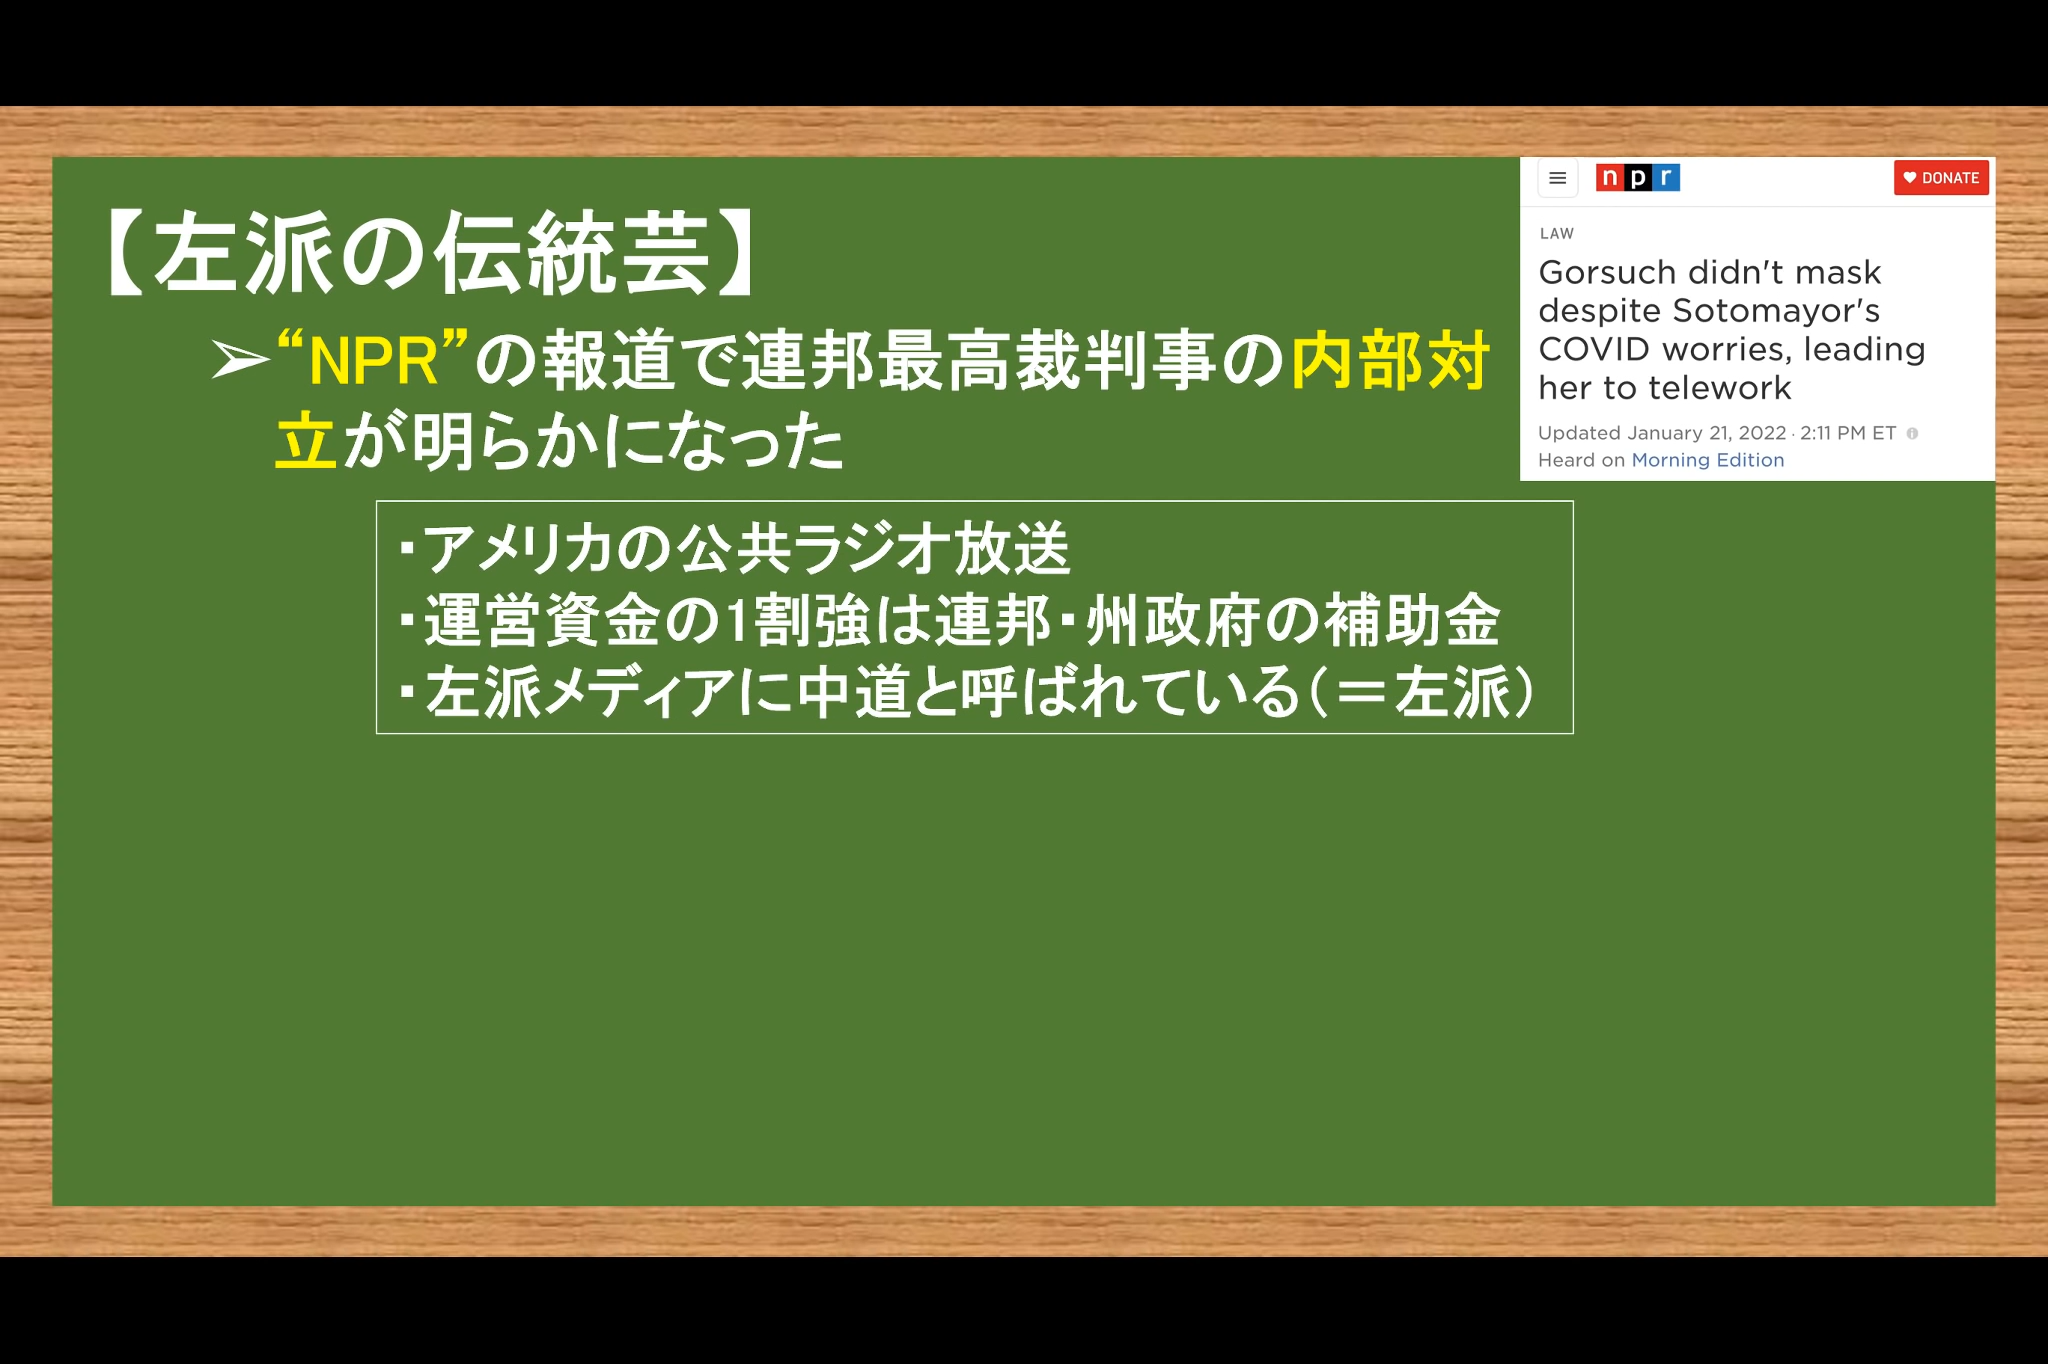 【左派の伝統芸】
➢“NPR”の報道で連邦最高裁判事の内部対
立が明らかになった
・アメリカの公共ラジオ放送
・運営資金の1割強は連邦・州政府の補助金
・左派メディアに中道と呼ばれている（＝左派）
npr
DONATE
LAW
Gorsuch didn't mask
despite Sotomayor's
COVID worries, leading
her to telework
Updated January 21, 2022 · 2:11 PM ET
Heard on Morning Edition